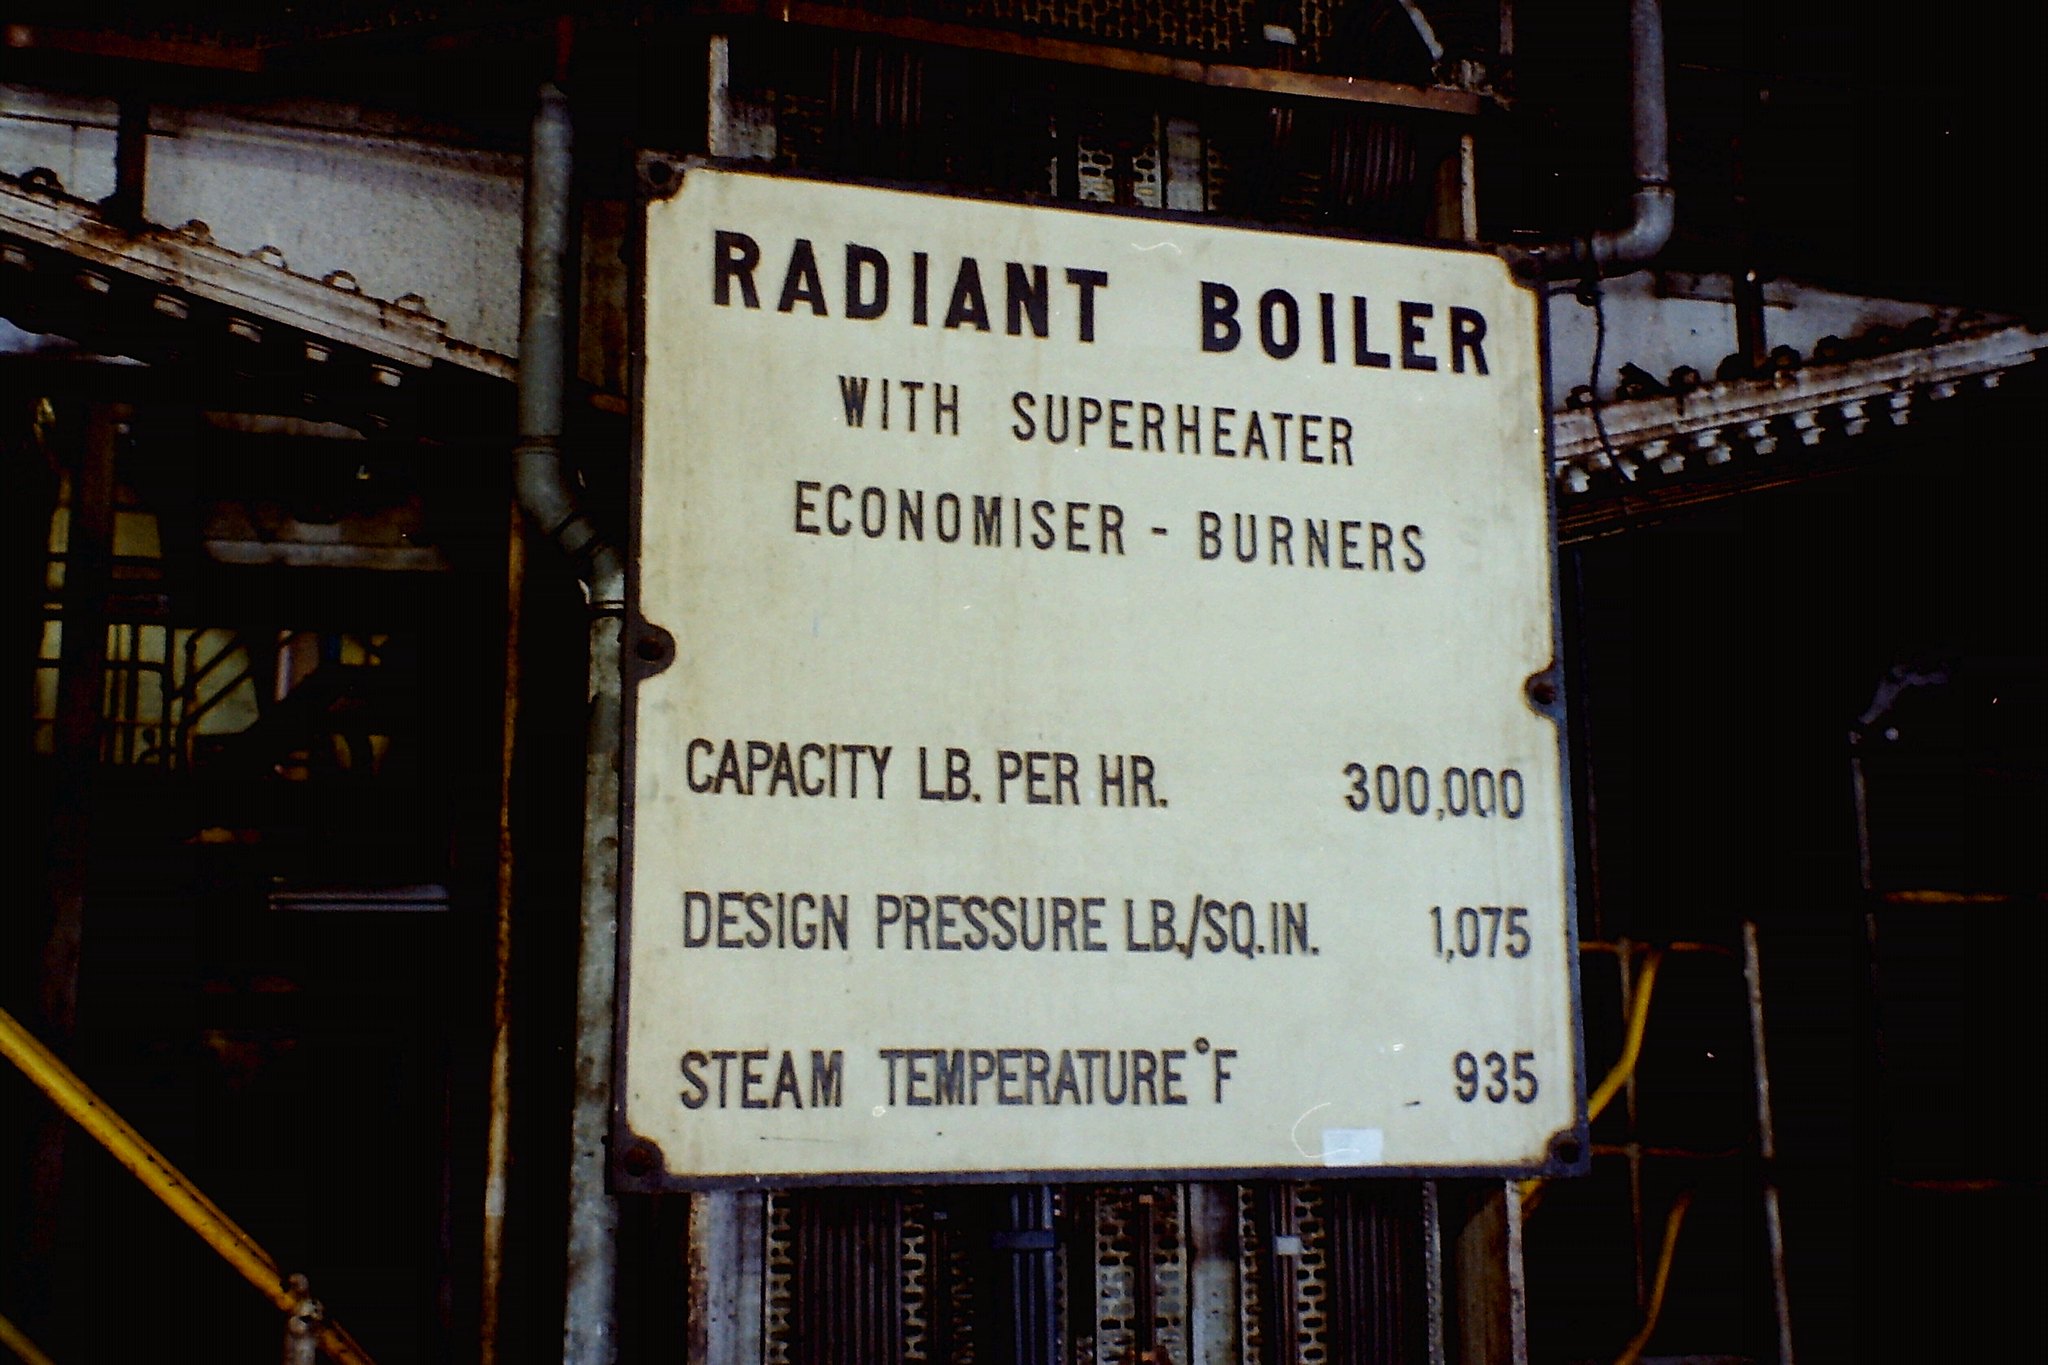 RADIANT BOILER
WITH SUPERHEATER
ECONOMISER - BURNERS
CAPACITY LB. PER HR. 300,000
DESIGN PRESSURE LB./SQ.IN. 1,075
STEAM TEMPERATURE °F 935